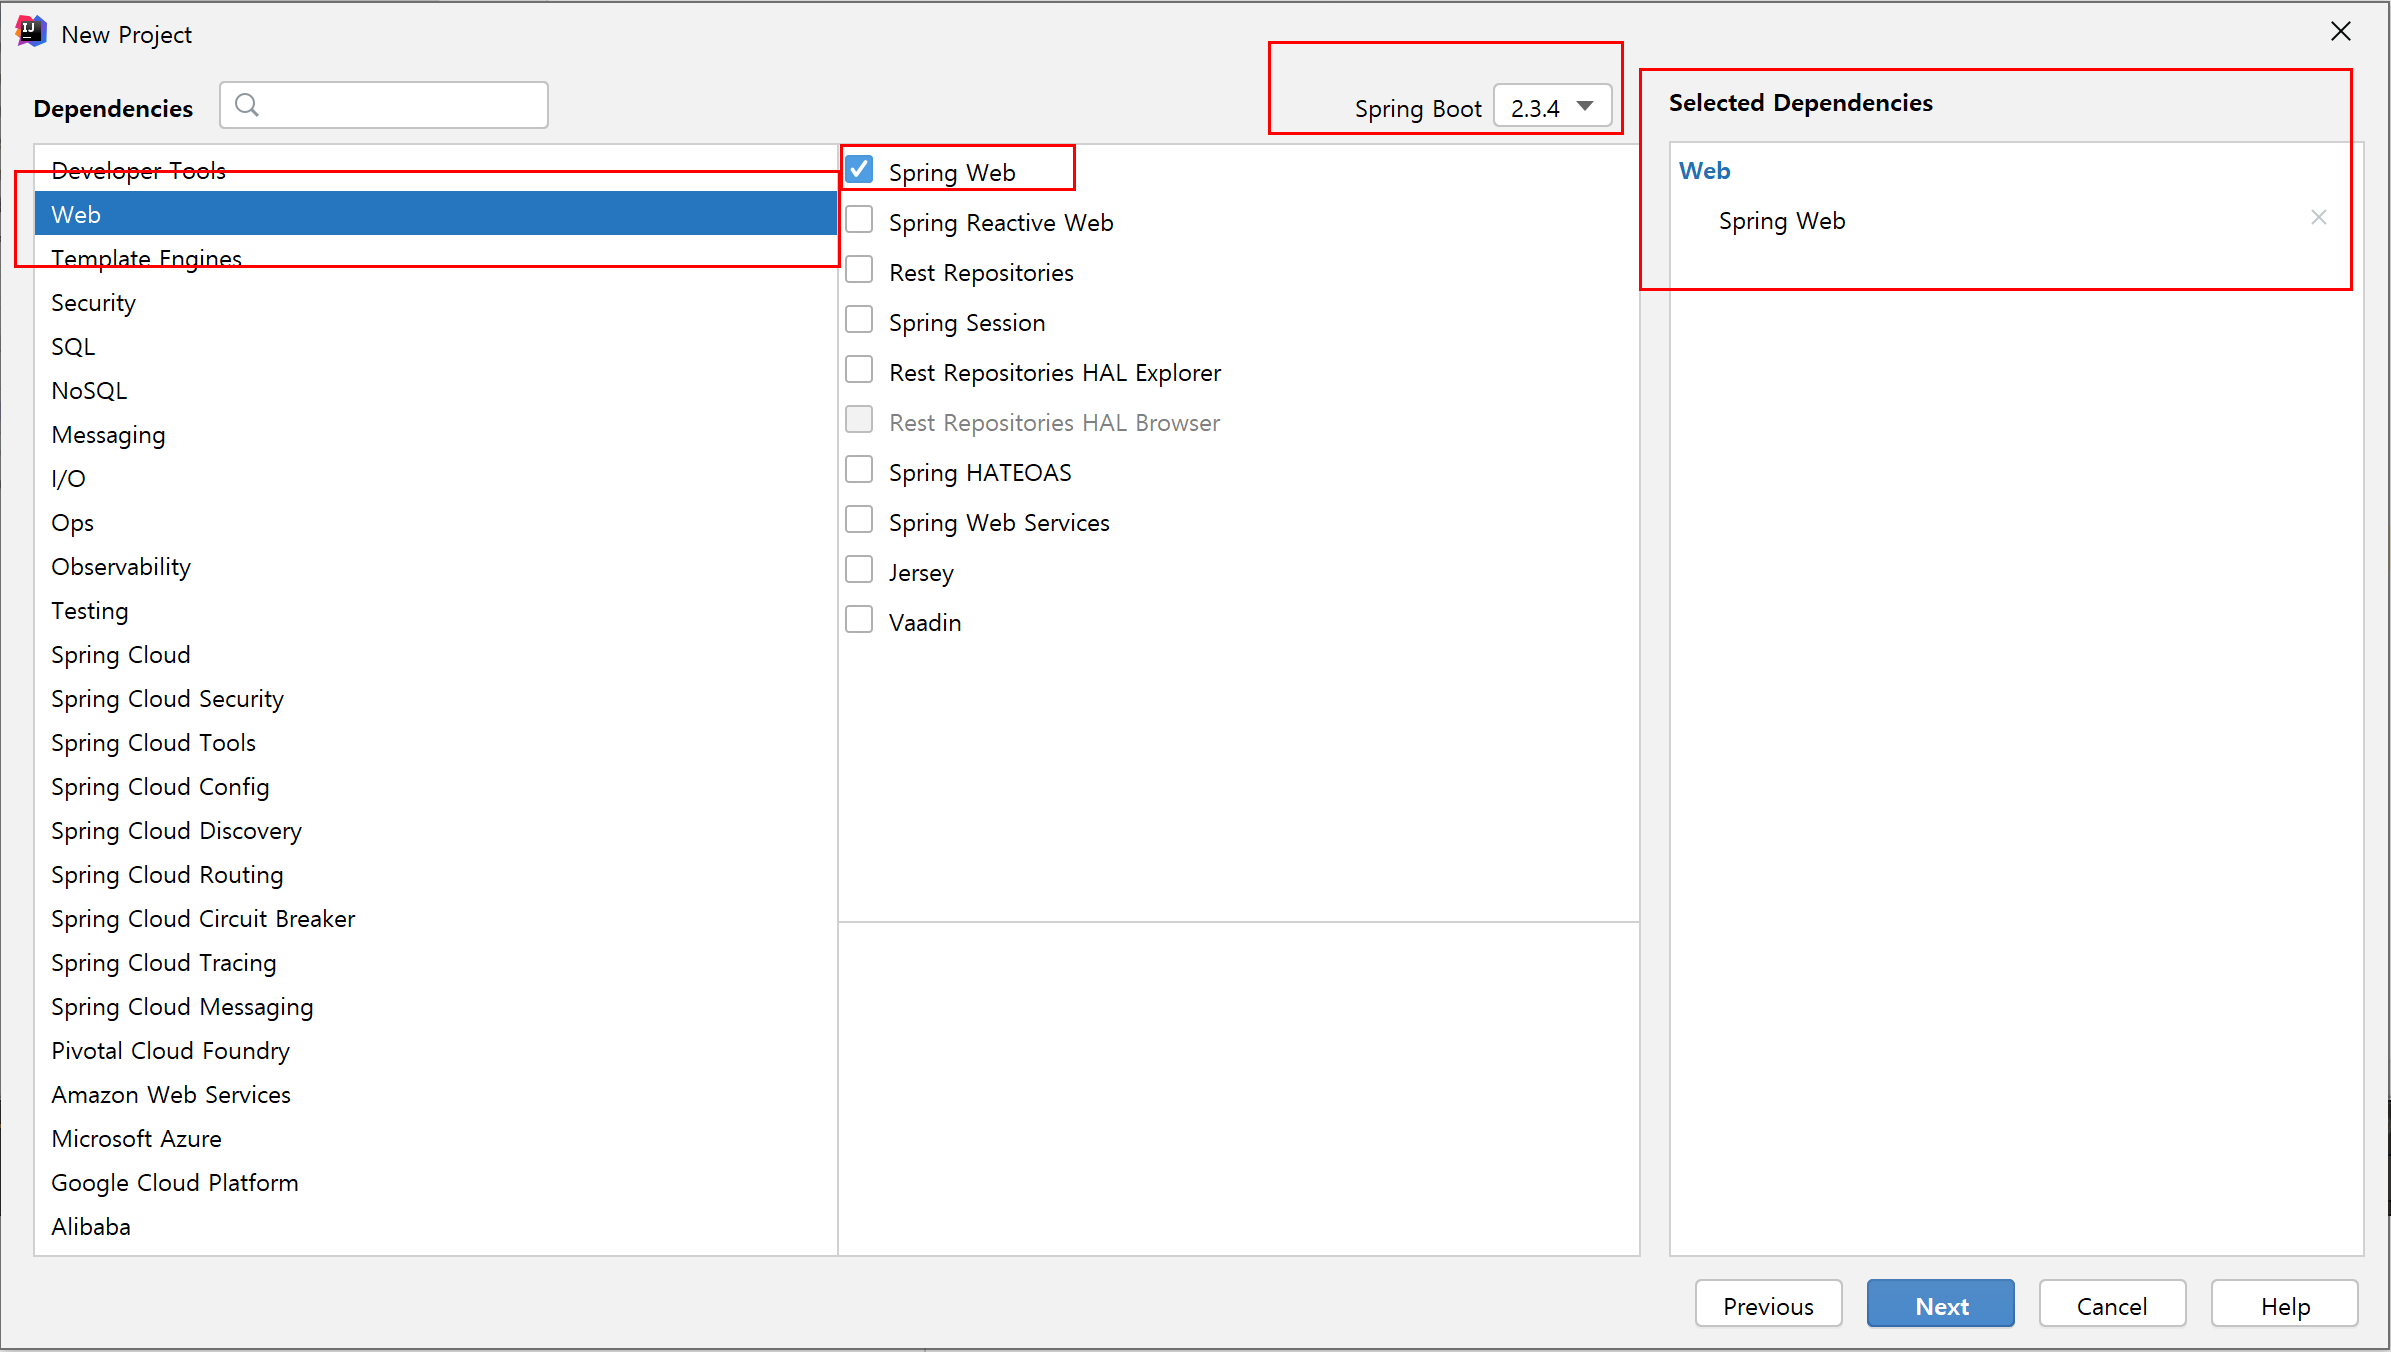 New Project
Dependencies
Spring Boot 2.3.4
Selected Dependencies
Developer Tools
Web
Template Engines
Security
SQL
NoSQL
Messaging
I/O
Ops
Observability
Testing
Spring Cloud
Spring Cloud Security
Spring Cloud Tools
Spring Cloud Config
Spring Cloud Discovery
Spring Cloud Routing
Spring Cloud Circuit Breaker
Spring Cloud Tracing
Spring Cloud Messaging
Pivotal Cloud Foundry
Amazon Web Services
Microsoft Azure
Google Cloud Platform
Alibaba
Spring Web
Spring Reactive Web
Rest Repositories
Spring Session
Rest Repositories HAL Explorer
Rest Repositories HAL Browser
Spring HATEOAS
Spring Web Services
Jersey
Vaadin
Web
Spring Web
Previous
Next
Cancel
Help